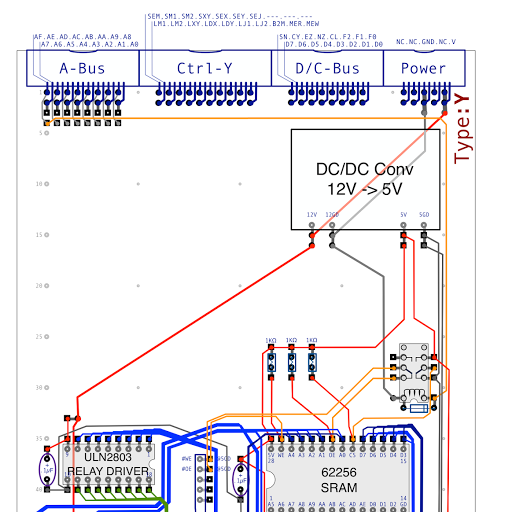 SEM.SM1.SM2.SXY.SEX.SEY.SEJ.---.---.---
LM1.LM2.LXY.LDX.LDY.LJ1.LJ2.B2M.MER.MEW
AF.AE.AD.AC.AB.AA.A9.A8
A7.A6.A5.A4.A3.A2.A1.A0
SN.CY.EZ.NZ.CL.F2.F1.F0
D7.D6.D5.D4.D3.D2.D1.D0
NC.NC.GND.NC.V
A-Bus
Ctrl-Y
D/C-Bus
Power
Type:Y
5
DC/DC Conv
12V -> 5V
10
12V
5V
5GD
15
20
25
1KΩ 1KΩ 1KΩ
30
35
ULN2803
RELAY DRIVER
1μF
#WE
#OE
1μF
62256
SRAM
28
15